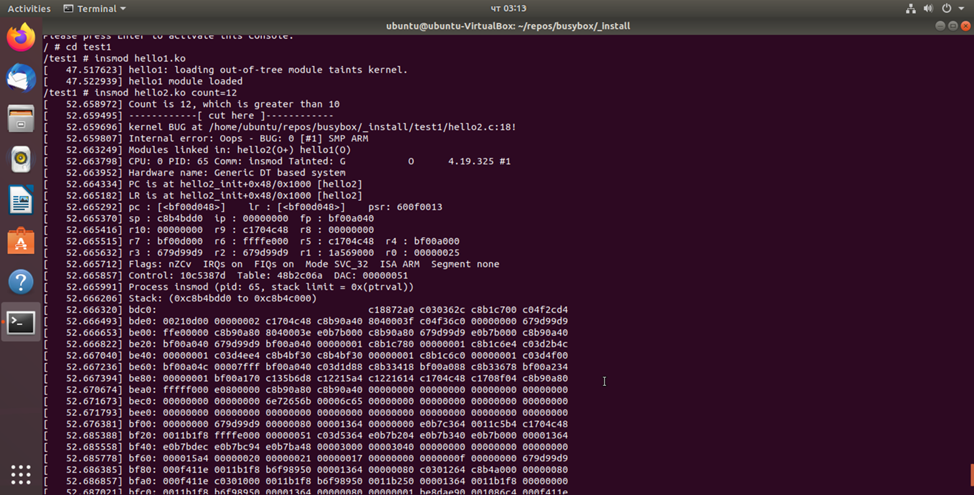 Activities
Terminal
чт 03:13
ubuntu@ubuntu-VirtualBox: ~/repos/busybox/_install
Please press Enter to activate this console.
/ # cd test1
/test1 # insmod hello1.ko
[   47.517623] hello1: loading out-of-tree module taints kernel.
[   47.522939] hello1 module loaded
/test1 # insmod hello2.ko count=12
[   52.658972] Count is 12, which is greater than 10
[   52.659495] ------------[ cut here ]------------
[   52.659696] kernel BUG at /home/ubuntu/repos/busybox/_install/test1/hello2.c:18!
[   52.659807] Internal error: Oops - BUG: 0 [#1] SMP ARM
[   52.663249] Modules linked in: hello2(O+) hello1(O)
[   52.663798] CPU: 0 PID: 65 Comm: insmod Tainted: G           O      4.19.325 #1
[   52.663952] Hardware name: Generic DT based system
[   52.664334] PC is at hello2_init+0x48/0x1000 [hello2]
[   52.665182] LR is at hello2_init+0x48/0x1000 [hello2]
[   52.665292] pc : [<bf00d048>]    lr : [<bf00d048>]    psr: 600f0013
[   52.665370] sp : c8b4bdd0  ip : 00000000  fp : bf00a040
[   52.665416] r10: 00000000  r9 : c1704c48  r8 : 00000000
[   52.665515] r7 : bf00d000  r6 : ffffe000  r5 : c1704c48  r4 : bf00a000
[   52.665632] r3 : 679d99d9  r2 : 679d99d9  r1 : 1a569000  r0 : 00000025
[   52.665712] Flags: nZCv  IRQs on  FIQs on  Mode SVC_32  ISA ARM  Segment none
[   52.665857] Control: 10c5387d  Table: 48b2c06a  DAC: 00000051
[   52.665991] Process insmod (pid: 65, stack limit = 0x(ptrval))
[   52.666206] Stack: (0xc8b4bdd0 to 0xc8b4c000)
[   52.666320] bdc0:                                     c18872a0 c030362c c8b1c700 c04f2cd4
[   52.666493] bde0: 00210d00 00000002 c1704c48 c8b90a40 8040003f c04f36c0 00000000 679d99d9
[   52.666653] be00: ffe00000 c8b90a80 8040003e e0b7b000 c8b90a80 679d99d9 e0b7b000 c8b90a40
[   52.666822] be20: bf00a040 679d99d9 bf00a040 00000001 c8b1c780 00000001 c8b1c6e4 c03d2b4c
[   52.667040] be40: 00000001 c03d4ee4 c8b4bf30 c8b4bf30 00000001 c8b1c6c0 00000001 c03d4f00
[   52.667236] be60: bf00a04c 00007fff bf00a040 c03d1d88 c8b33418 bf00a088 c8b33678 bf00a234
[   52.667394] be80: 00000001 bf00a170 c135b6d8 c12215a4 c1221614 c1704c48 c1708f04 c8b90a80
[   52.670674] bea0: fffff000 e0800000 c8b90a80 c8b90a40 00000000 00000000 00000000 00000000
[   52.671673] bec0: 00000000 00000000 6e72656b 00006c65 00000000 00000000 00000000 00000000
[   52.671793] bee0: 00000000 00000000 00000000 00000000 00000000 00000000 00000000 00000000
[   52.676381] bf00: 00000000 679d99d9 00000080 00001364 00000000 e0b7c364 0011c5b4 c1704c48
[   52.685388] bf20: 0011b1f8 ffffe000 00000051 c03d5364 e0b7b204 e0b7b340 e0b7b000 00001364
[   52.685558] bf40: e0b7bdec e0b7bc94 e0b7ba48 00003000 00003040 00000000 00000000 00000000
[   52.685778] bf60: 000015a4 00000020 00000021 00000017 00000000 0000000f 00000000 679d99d9
[   52.686385] bf80: 000f411e 0011b1f8 b6f98950 00001364 00000080 c0301264 c8b4a000 00000080
[   52.686857] bfa0: 000f411e c0301000 0011b1f8 b6f98950 0011b250 00001364 000f411e 00000000
[   52.687021] bfc0: 0011b1f8 b6f98950 00001364 00000080 00000001 be8dae90 001086c4 000f411e